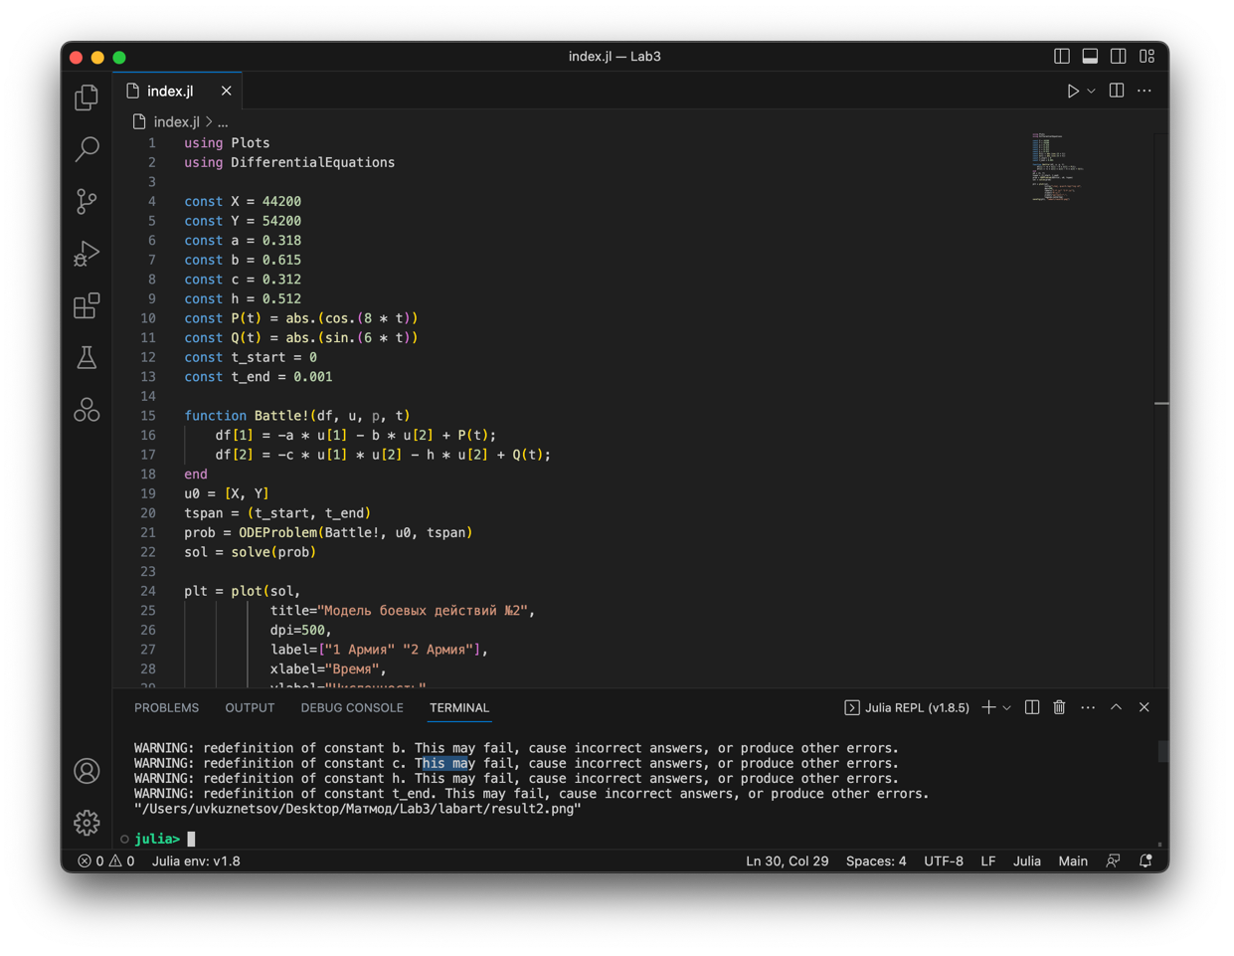 index.jl — Lab3
index.jl
index.jl > ...
1 using Plots
2 using DifferentialEquations
3
4 const X = 44200
5 const Y = 54200
6 const a = 0.318
7 const b = 0.615
8 const c = 0.312
9 const h = 0.512
10 const P(t) = abs.(cos.(8 * t))
11 const Q(t) = abs.(sin.(6 * t))
12 const t_start = 0
13 const t_end = 0.001
14
15 function Battle!(df, u, p, t)
16 df[1] = -a * u[1] - b * u[2] + P(t);
17 df[2] = -c * u[1] * u[2] - h * u[2] + Q(t);
18 end
19 u0 = [X, Y]
20 tspan = (t_start, t_end)
21 prob = ODEProblem(Battle!, u0, tspan)
22 sol = solve(prob)
23
24 plt = plot(sol,
25 title="Модель боевых действий №2",
26 dpi=500,
27 label=["1 Армия" "2 Армия"],
28 xlabel="Время",
29 ylabel="Численность"
PROBLEMS OUTPUT DEBUG CONSOLE TERMINAL Julia REPL (v1.8.5)
WARNING: redefinition of constant b. This may fail, cause incorrect answers, or produce other errors.
WARNING: redefinition of constant c. This may fail, cause incorrect answers, or produce other errors.
WARNING: redefinition of constant h. This may fail, cause incorrect answers, or produce other errors.
WARNING: redefinition of constant t_end. This may fail, cause incorrect answers, or produce other errors.
"/Users/uvkuznetsov/Desktop/Матмод/Lab3/labart/result2.png"
julia>
0 0 Julia env: v1.8 Ln 30, Col 29 Spaces: 4 UTF-8 LF Julia Main